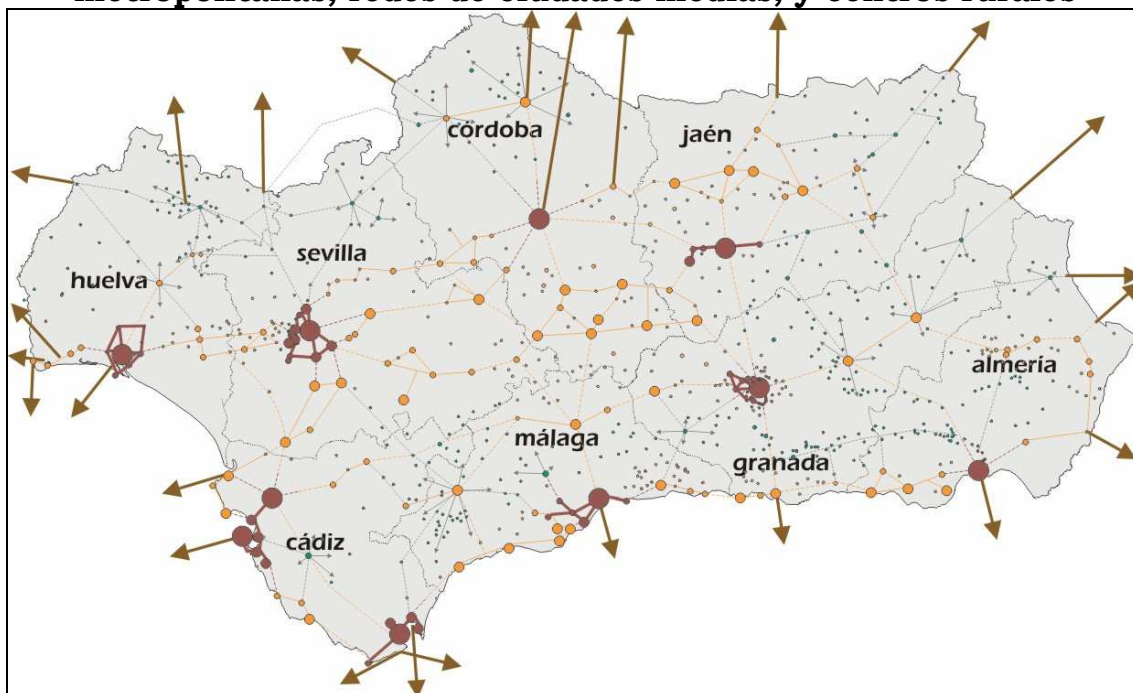 metropolitanas, redes de ciudades medias, y centros rurales
córdoba
jaén
sevilla
huelva
almería
málaga
granada
cádiz